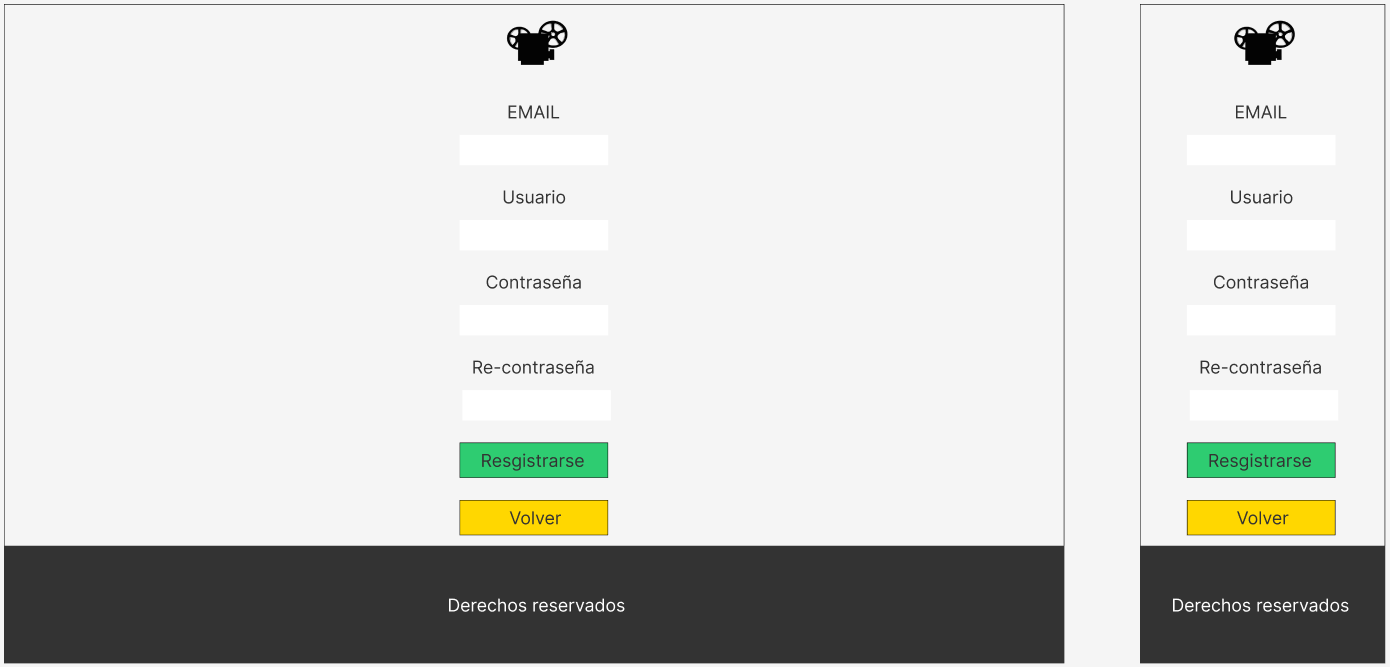 EMAIL
Usuario
Contraseña
Re-contraseña
Resgistrarse
Volver
Derechos reservados
EMAIL
Usuario
Contraseña
Re-contraseña
Resgistrarse
Volver
Derechos reservados